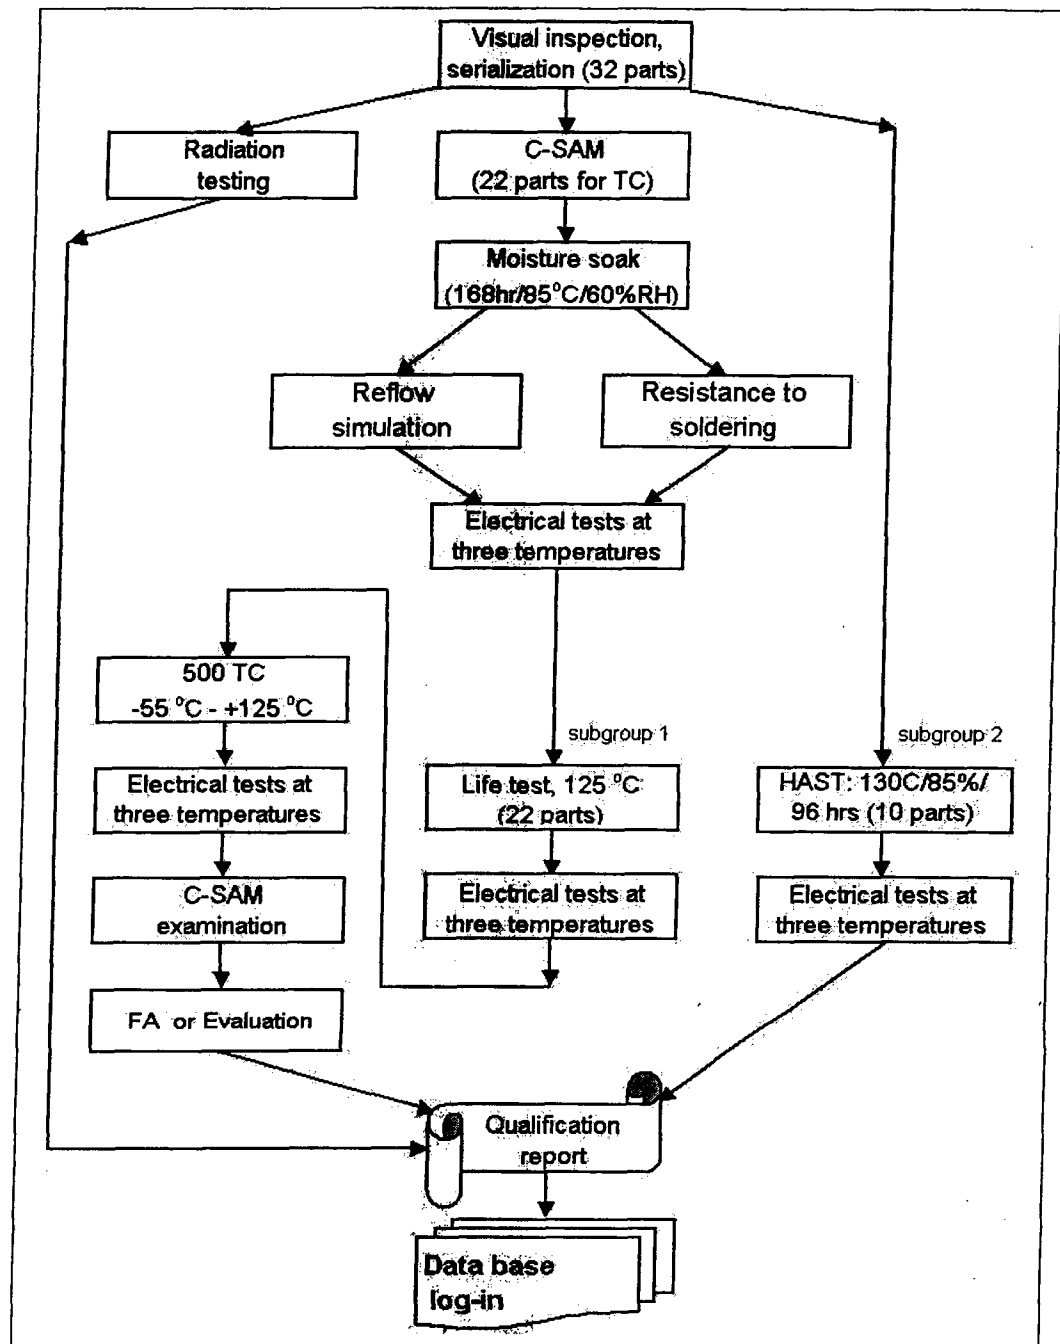 Visual inspection,
serialization (32 parts)
Radiation
testing
C-SAM
(22 parts for TC)
Moisture soak
(168hr/85°C/60%RH)
Reflow
simulation
Resistance to
soldering
Electrical tests at
three temperatures
500 TC
-55 °C - +125 °C
Electrical tests at
three temperatures
C-SAM
examination
FA or Evaluation
subgroup 1
Life test, 125 °C
(22 parts)
Electrical tests at
three temperatures
subgroup 2
HAST: 130C/85%/
96 hrs (10 parts)
Electrical tests at
three temperatures
Qualification
report
Data base
log-in